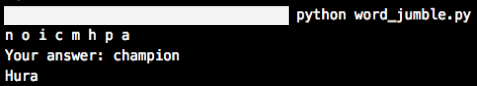 python word_jumble.py
n o i c m h p a
Your answer: champion
Hura